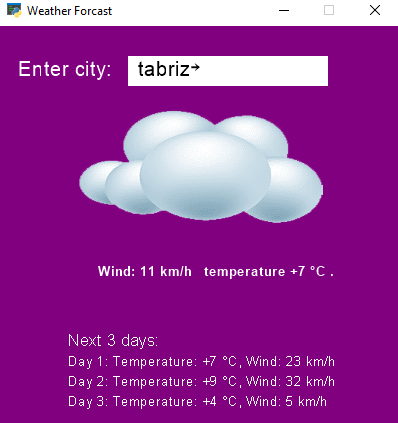 Weather Forcast
Enter city: tabriz→
Wind: 11 km/h temperature +7 °C .
Next 3 days:
Day 1: Temperature: +7 °C, Wind: 23 km/h
Day 2: Temperature: +9 °C, Wind: 32 km/h
Day 3: Temperature: +4 °C, Wind: 5 km/h